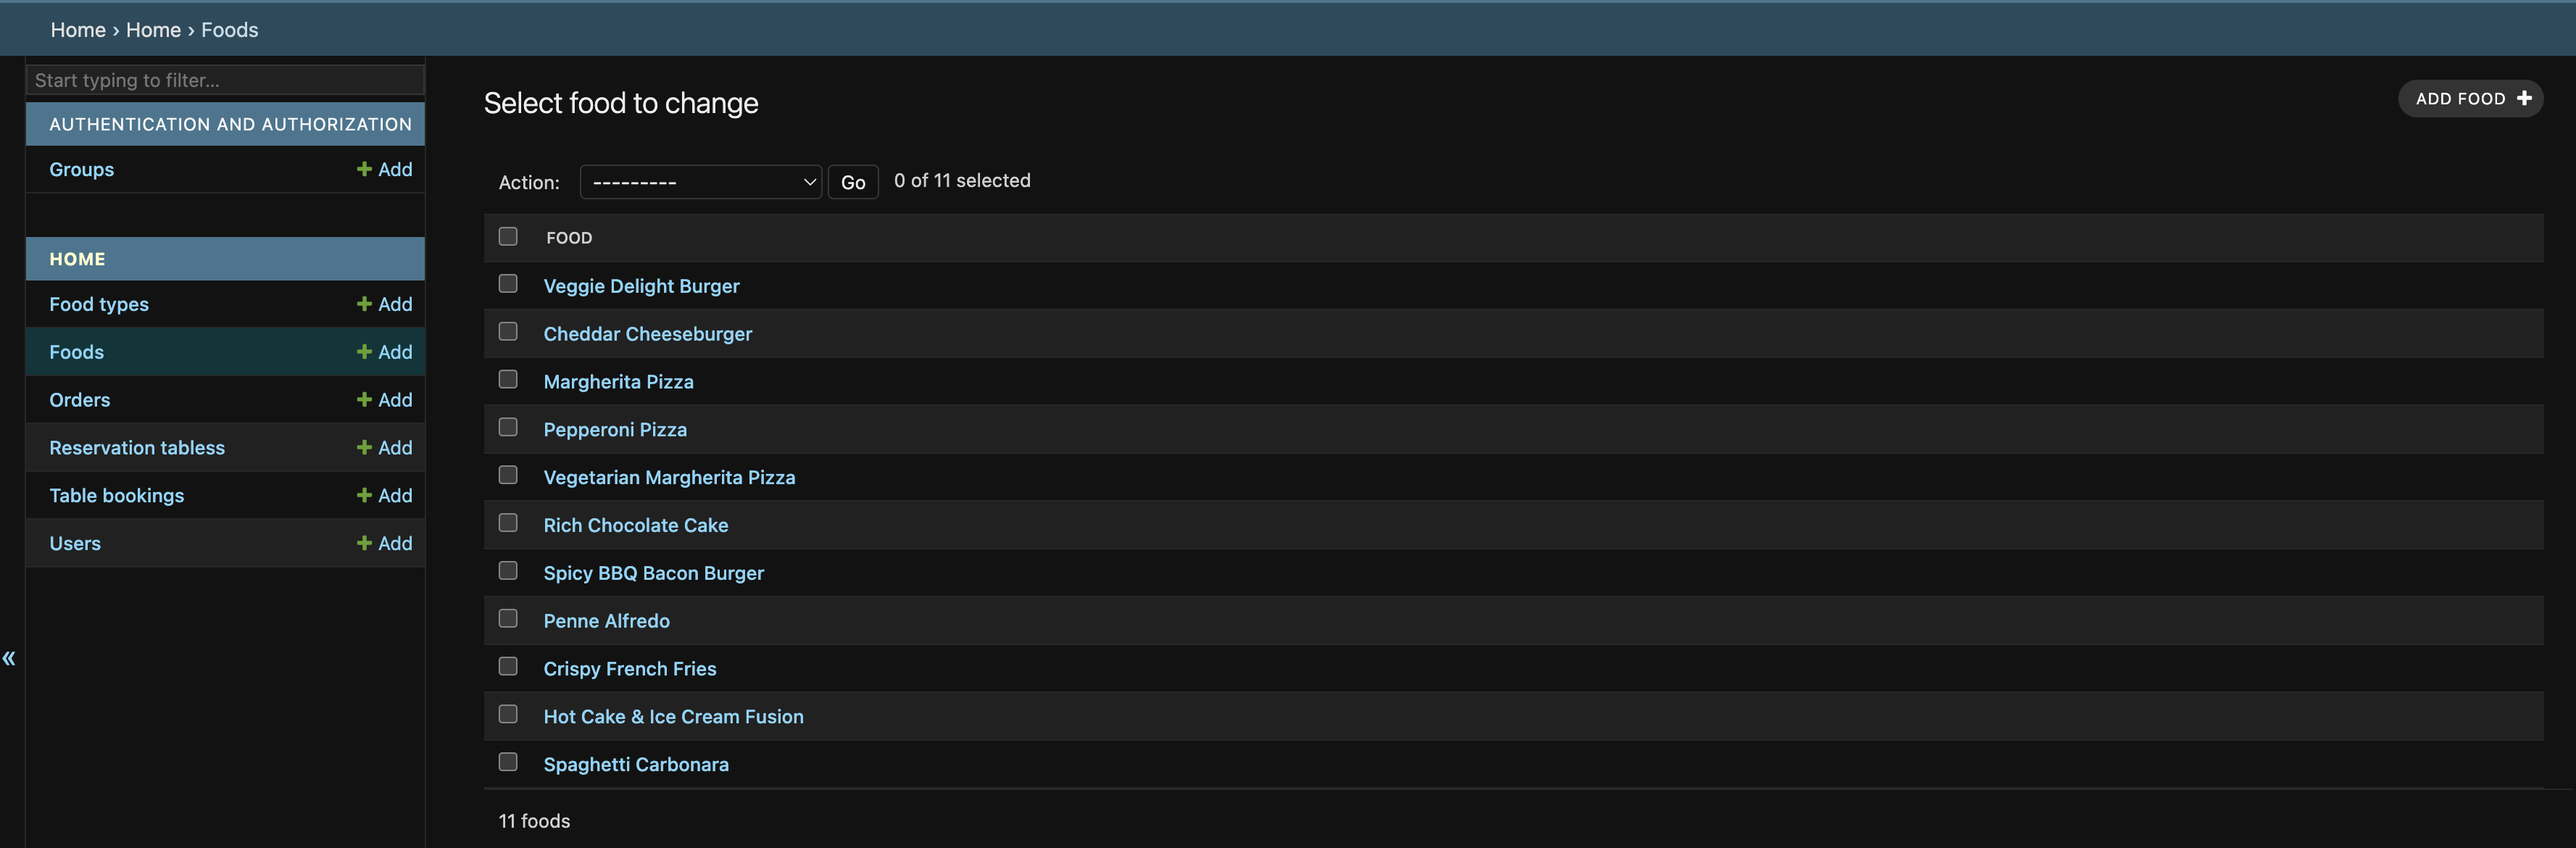 Home › Home › Foods
Start typing to filter...
AUTHENTICATION AND AUTHORIZATION
Groups + Add
HOME
Food types + Add
Foods + Add
Orders + Add
Reservation tabless + Add
Table bookings + Add
Users + Add
«
Select food to change
ADD FOOD +
Action: --------- Go 0 of 11 selected
FOOD
Veggie Delight Burger
Cheddar Cheeseburger
Margherita Pizza
Pepperoni Pizza
Vegetarian Margherita Pizza
Rich Chocolate Cake
Spicy BBQ Bacon Burger
Penne Alfredo
Crispy French Fries
Hot Cake & Ice Cream Fusion
Spaghetti Carbonara
11 foods